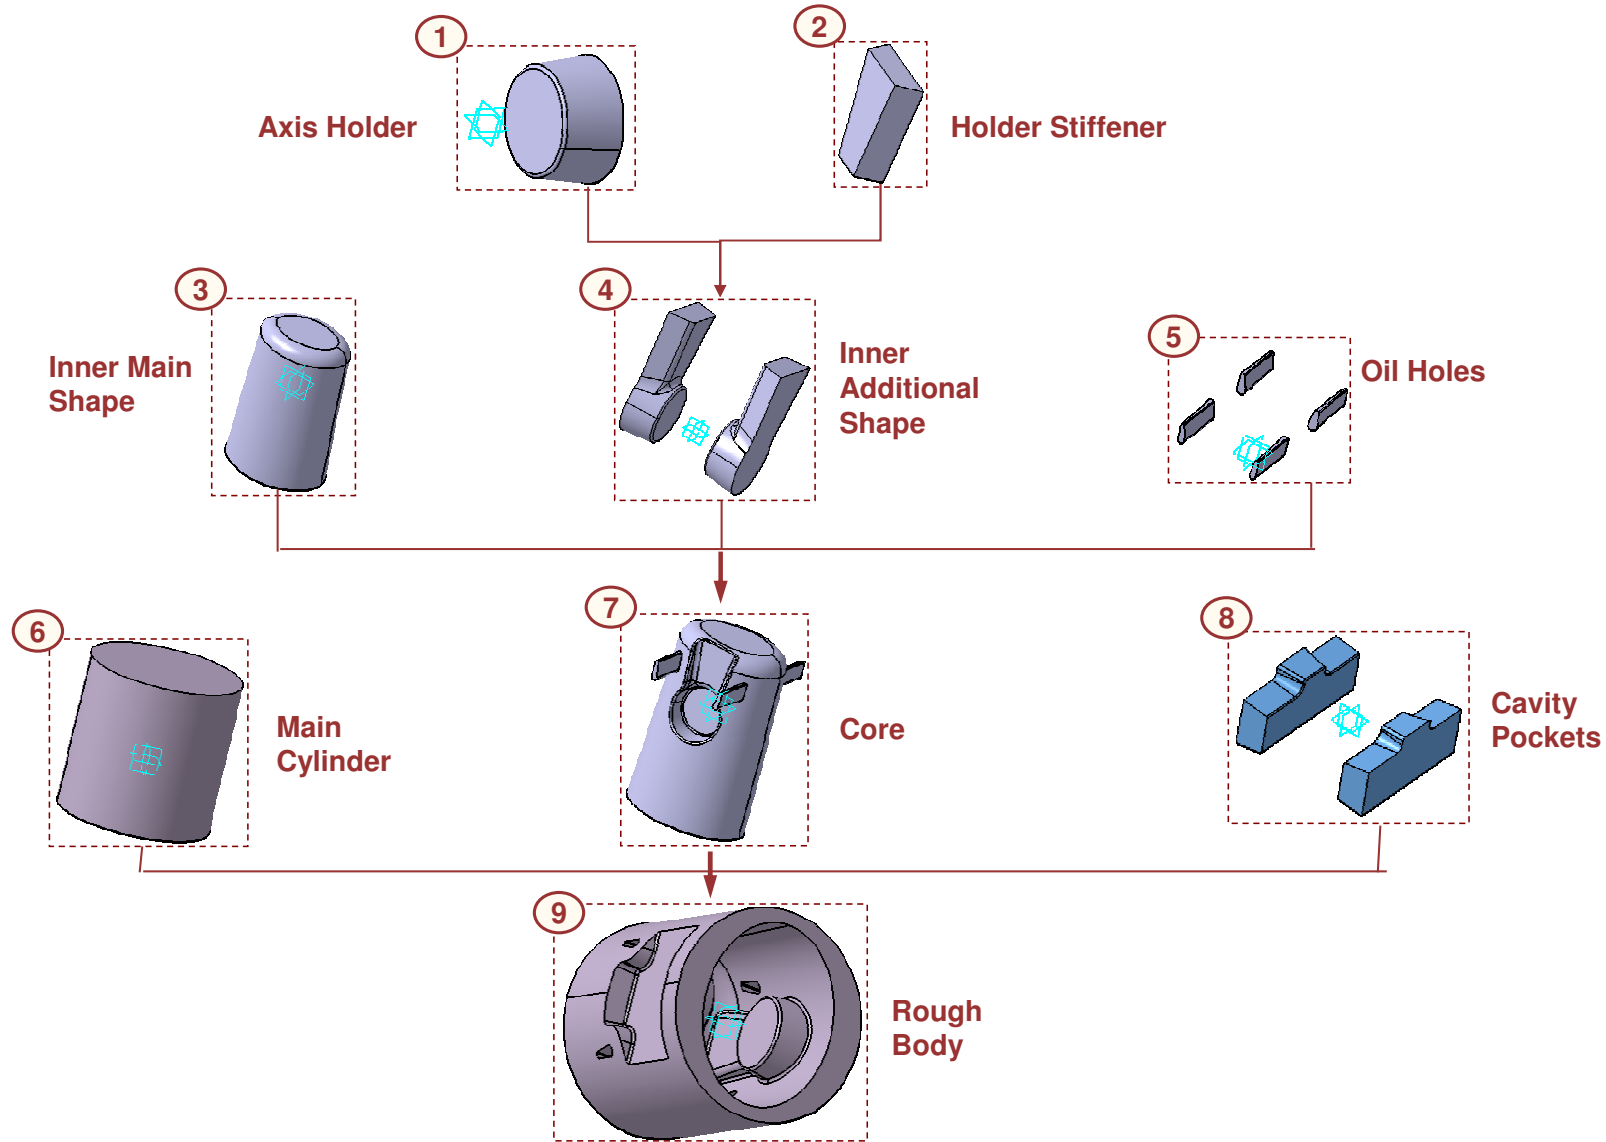 1
2
Axis Holder
Holder Stiffener
3
4
5
Inner Main
Shape
Inner
Additional
Shape
Oil Holes
6
7
8
Main
Cylinder
Core
Cavity
Pockets
9
Rough
Body